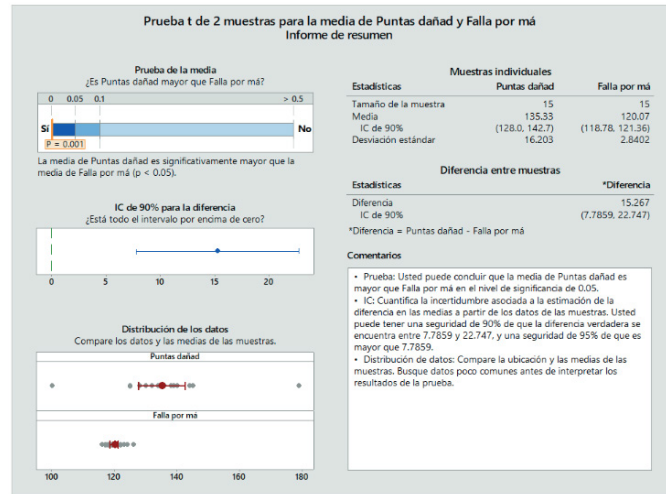 Prueba t de 2 muestras para la media de Puntas dañad y Falla por má
Informe de resumen
Prueba de la media
¿Es Puntas dañad mayor que Falla por má?
0 0,05 0,1 > 0,5
Sí No
P = 0.001
La media de Puntas dañad es significativamente mayor que la
media de Falla por má (p < 0.05).
IC de 90% para la diferencia
¿Está todo el intervalo por encima de cero?
0 5 10 15 20
Distribución de los datos
Compare los datos y las medias de las muestras.
Puntas dañad
Falla por má
100 120 140 160 180
Muestras individuales
Estadísticas Puntas dañad Falla por má
Tamaño de la muestra 15 15
Media 135.33 120.07
IC de 90% (128.0, 142.7) (118.78, 121.36)
Desviación estándar 16.203 2.8402
Diferencia entre muestras
Estadísticas *Diferencia
Diferencia 15.267
IC de 90% (7.7859, 22.747)
*Diferencia = Puntas dañad - Falla por má
Comentarios
• Prueba: Usted puede concluir que la media de Puntas dañad es
mayor que Falla por má en el nivel de significancia de 0.05.
• IC: Cuantifica la incertidumbre asociada a la estimación de la
diferencia en las medias a partir de los datos de las muestras. Usted
puede tener una seguridad de 90% de que la diferencia verdadera se
encuentra entre 7.7859 y 22.747, y una seguridad de 95% de que es
mayor que 7.7859.
• Distribución de datos: Compare la ubicación y las medias de las
muestras. Busque datos poco comunes antes de interpretar los
resultados de la prueba.